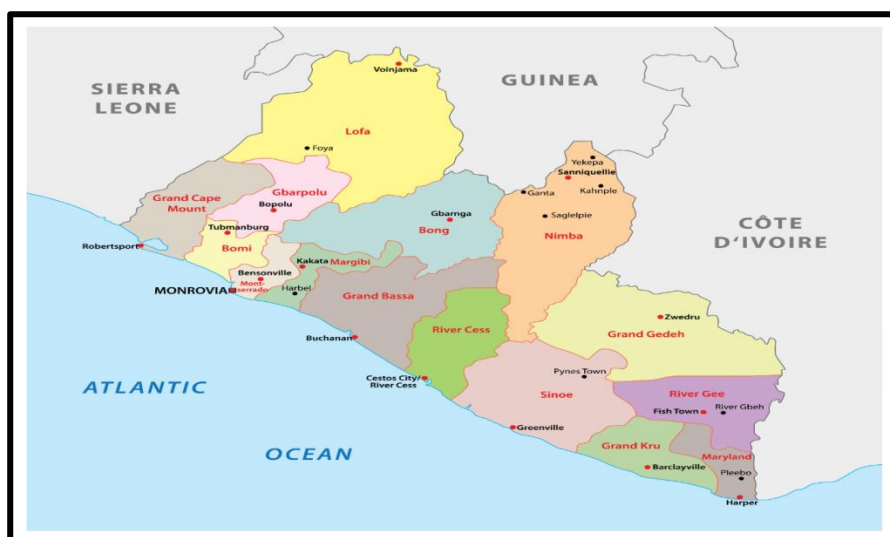 SIERRA
LEONE
GUINEA
Voinjama
Lofa
Foya
Yekepa
Sanniquellie
Kahnple
Ganta
Grand Cape
Mount
Gbarpolu
Bopolu
Gbarnga
Bong
Saglelpie
Nimba
CÔTE
D'IVOIRE
Tubmanburg
Robertsport
Bomi
Kakata
Margibi
Bensonville
Mont-
serrado
MONROVIA
Harbel
Grand Bassa
Zwedru
Grand Gedeh
River Cess
Buchanan
ATLANTIC
Cestos City/
River Cess
Pynes Town
Sinoe
River Gee
Fish Town
River Gbeh
Greenville
OCEAN
Grand Kru
Maryland
Barclayville
Pleebo
Harper